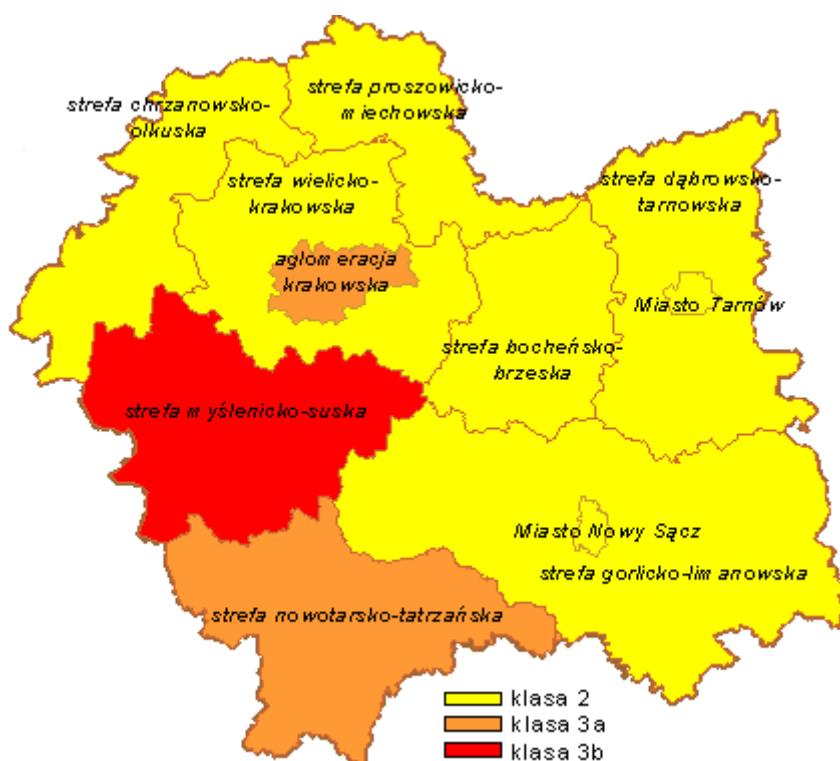 strefa proszowicko-
miechowska
strefa chrzanowsko-
olkuska
strefa wielicko-
krakowska
strefa dąbrowsko-
tarnowska
aglomeracja
krakowska
Miasto Tarnów
strefa bocheńsko-
brzeska
strefa myślenicko-suska
Miasto Nowy Sącz
strefa gorlicko-limanowska
strefa nowotarsko-tatrzańska
klasa 2
klasa 3a
klasa 3b